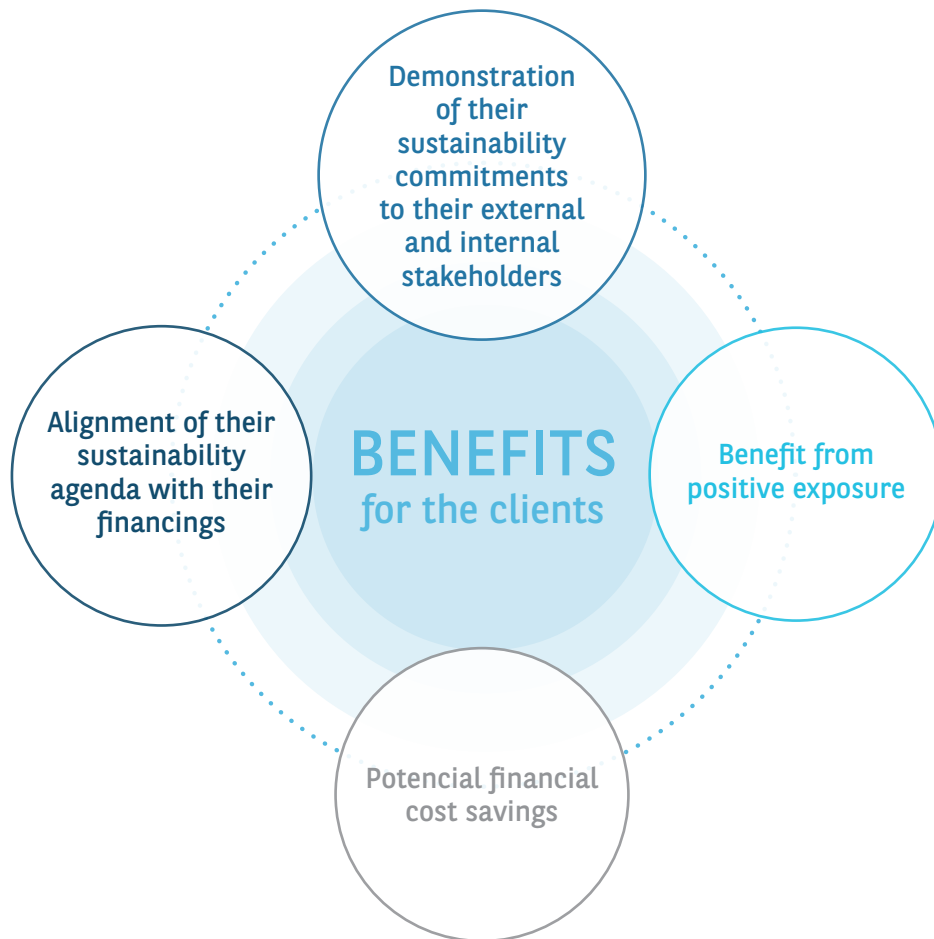 Demonstration
of their
sustainability
commitments
to their external
and internal
stakeholders
Alignment of their
sustainability
agenda with their
financings
BENEFITS
for the clients
Benefit from
positive exposure
Potencial financial
cost savings